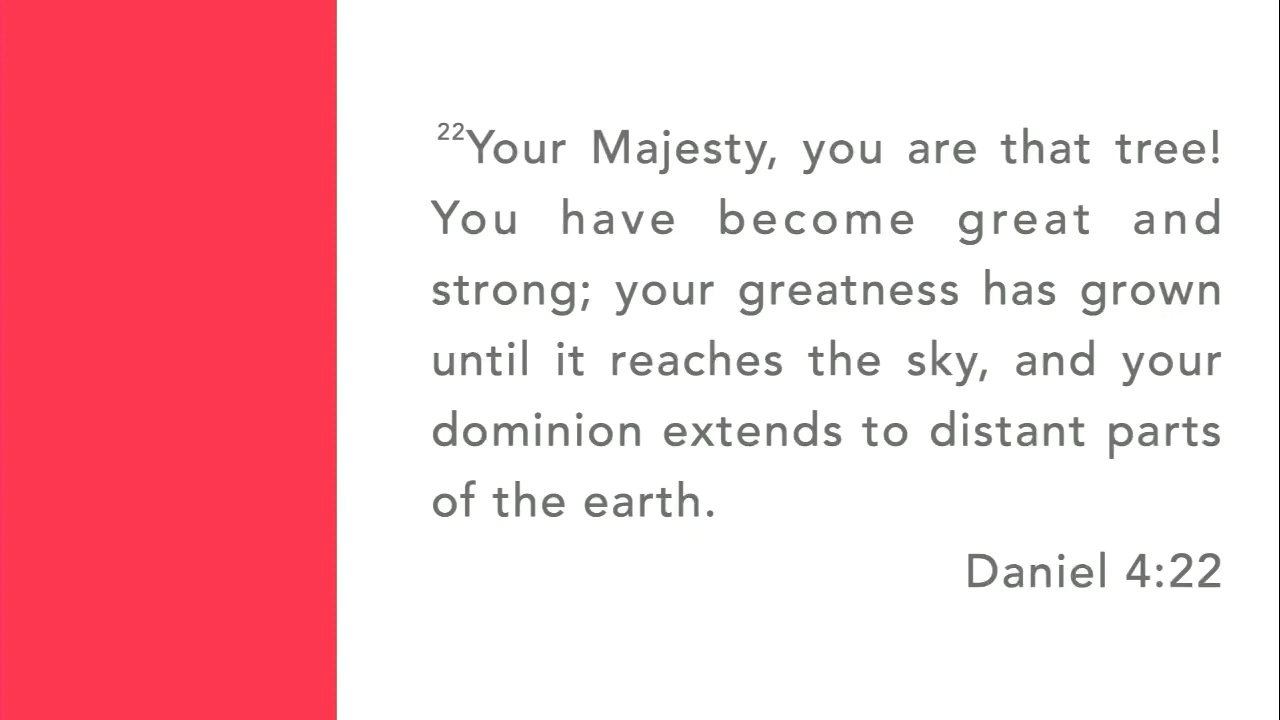 ²²Your Majesty, you are that tree!
You have become great and
strong; your greatness has grown
until it reaches the sky, and your
dominion extends to distant parts
of the earth.
Daniel 4:22